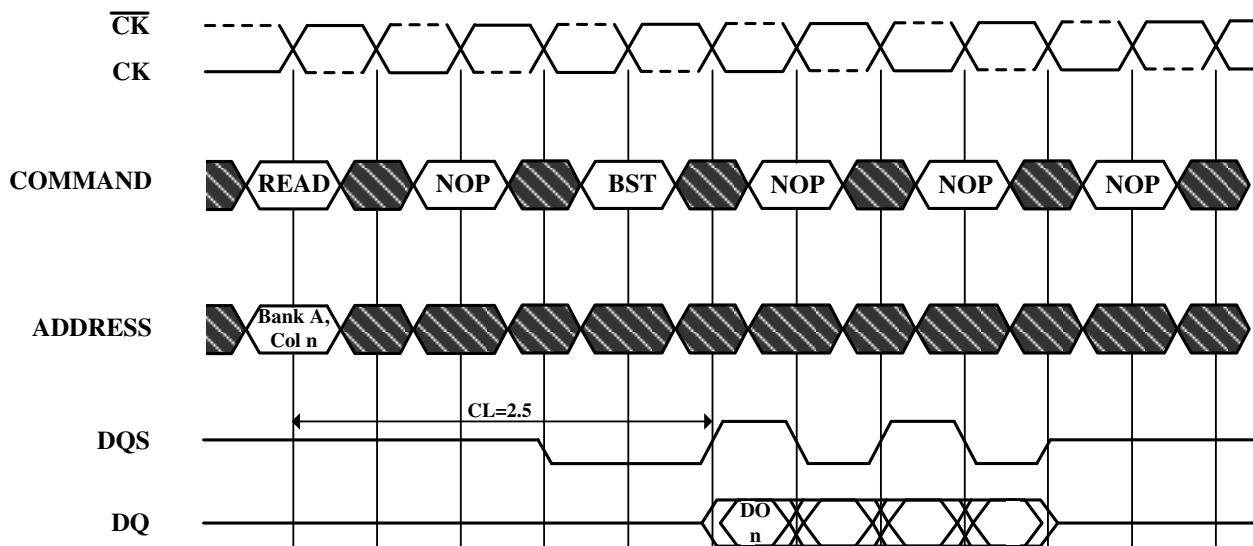 CK
CK
COMMAND READ NOP BST NOP NOP NOP
ADDRESS Bank A,
Col n
CL=2.5
DQS
DQ DO
n